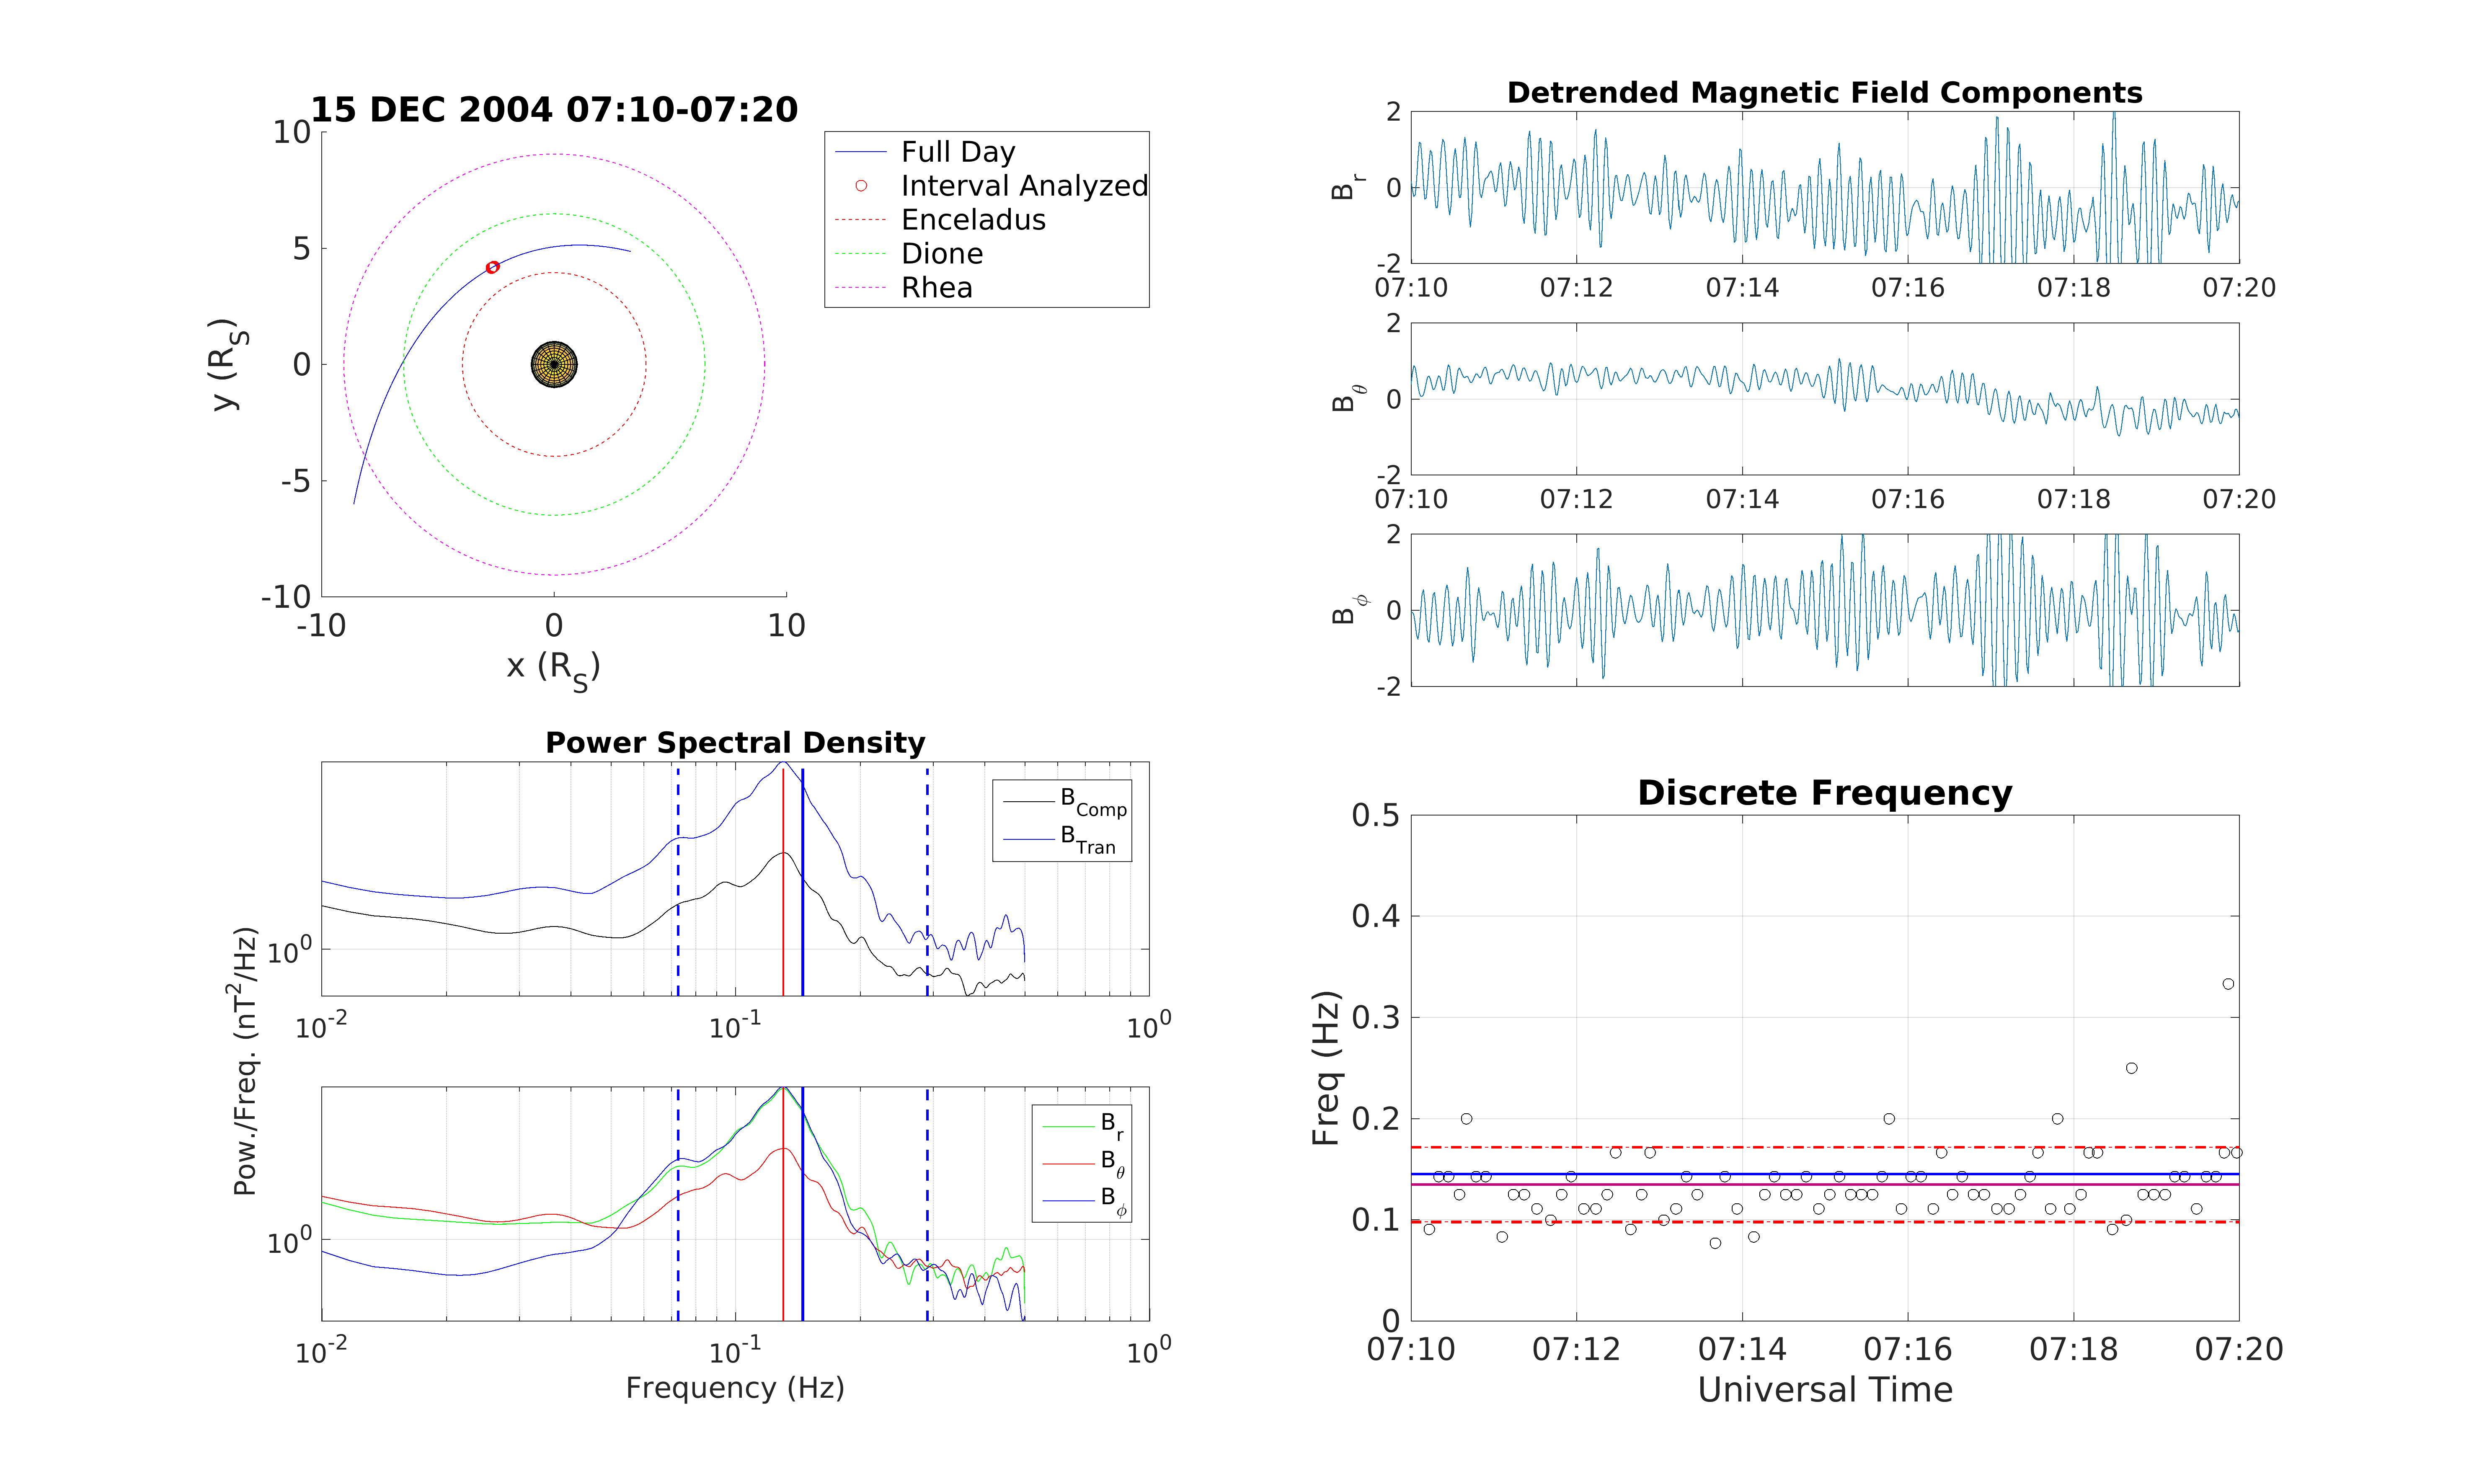 15 DEC 2004 07:10-07:20
10
5
0
-5
-10
-10 0 10
y (R_S)
x (R_S)
Full Day
Interval Analyzed
Enceladus
Dione
Rhea
Detrended Magnetic Field Components
2
0
-2
B_r
07:10 07:12 07:14 07:16 07:18 07:20
2
0
-2
B_θ
07:10 07:12 07:14 07:16 07:18 07:20
2
0
-2
B_ϕ
Power Spectral Density
B_Comp
B_Tran
10^0
10^-2 10^-1 10^0
Pow./Freq. (nT^2/Hz)
B_r
B_θ
B_ϕ
10^0
10^-2 10^-1 10^0
Frequency (Hz)
Discrete Frequency
0.5
0.4
0.3
0.2
0.1
0
Freq (Hz)
07:10 07:12 07:14 07:16 07:18 07:20
Universal Time